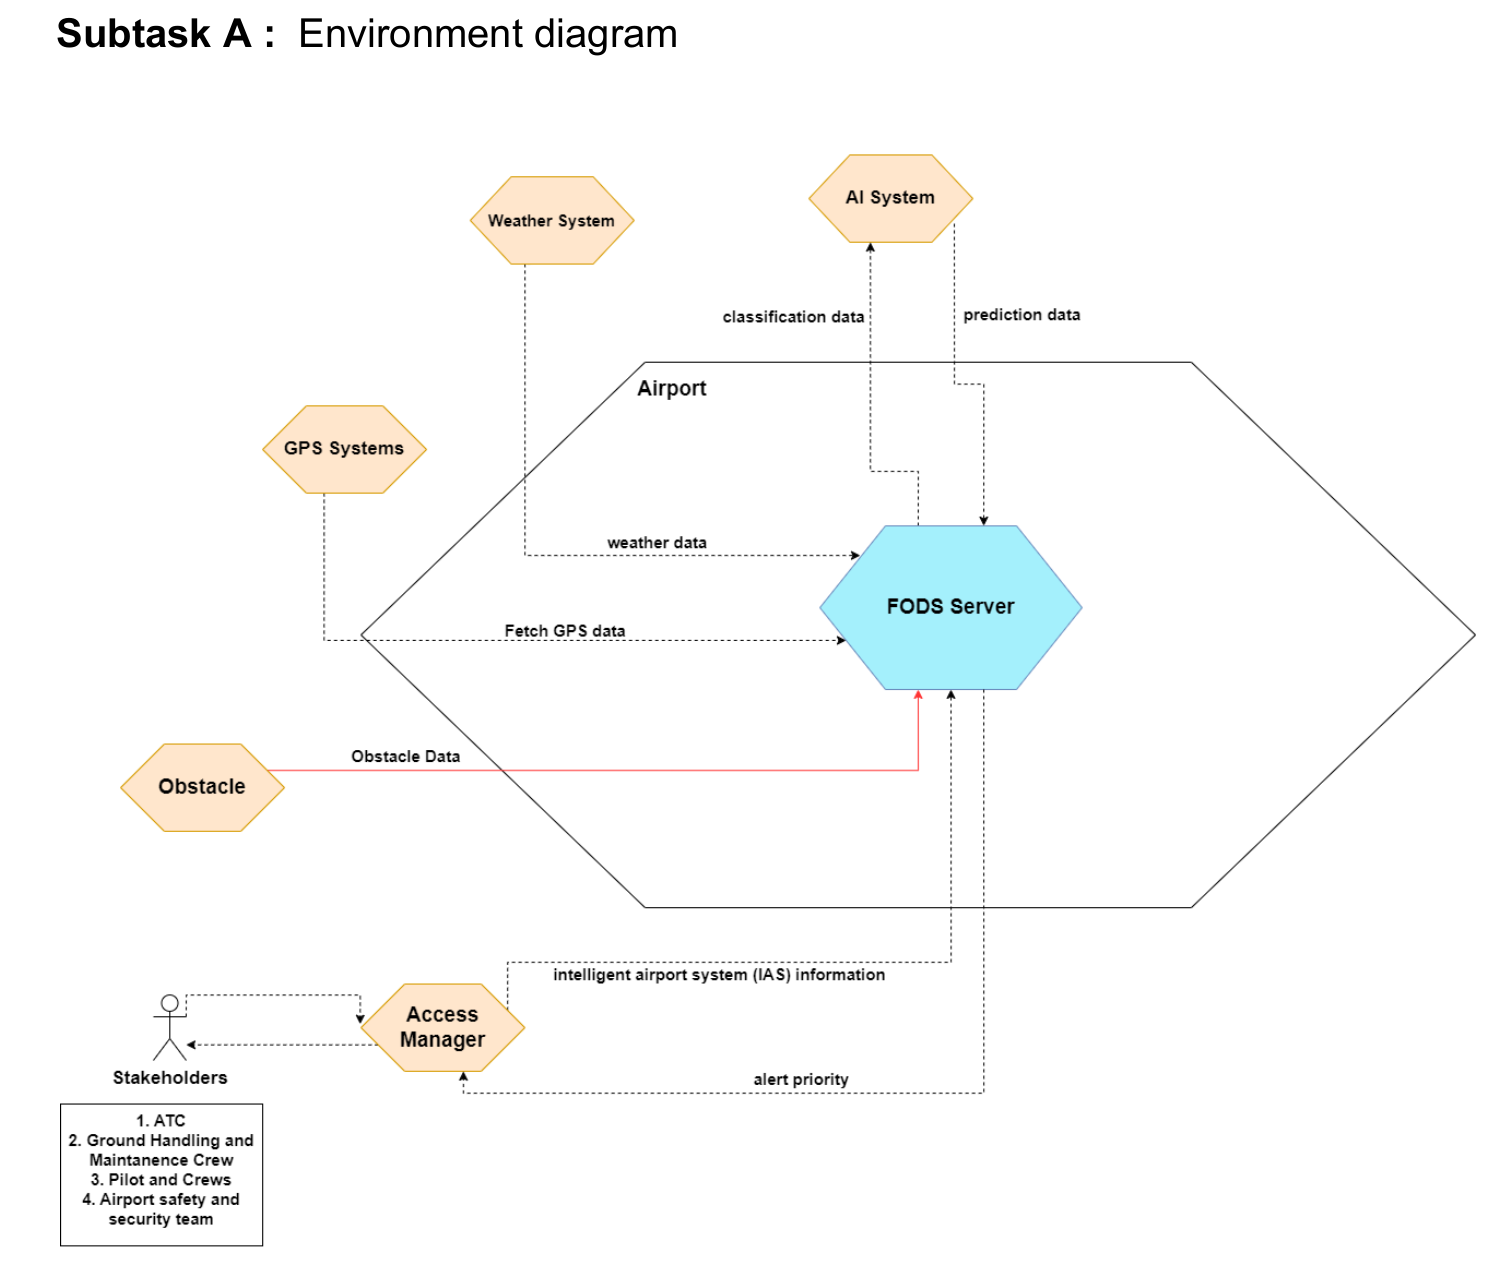 Subtask A : Environment diagram
AI System
Weather System
classification data
prediction data
Airport
GPS Systems
weather data
FODS Server
Fetch GPS data
Obstacle Data
Obstacle
intelligent airport system (IAS) information
Access
Manager
Stakeholders
alert priority
1. ATC
2. Ground Handling and
Maintanence Crew
3. Pilot and Crews
4. Airport safety and
security team